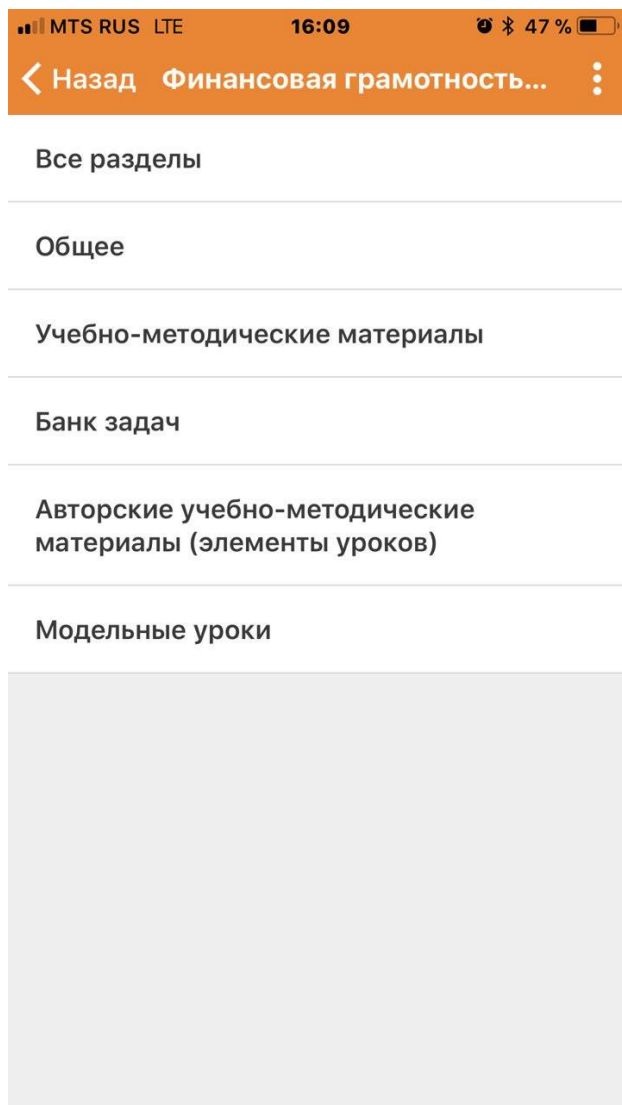 MTS RUS LTE 16:09 47 %
Назад Финансовая грамотность...
Все разделы
Общее
Учебно-методические материалы
Банк задач
Авторские учебно-методические
материалы (элементы уроков)
Модельные уроки